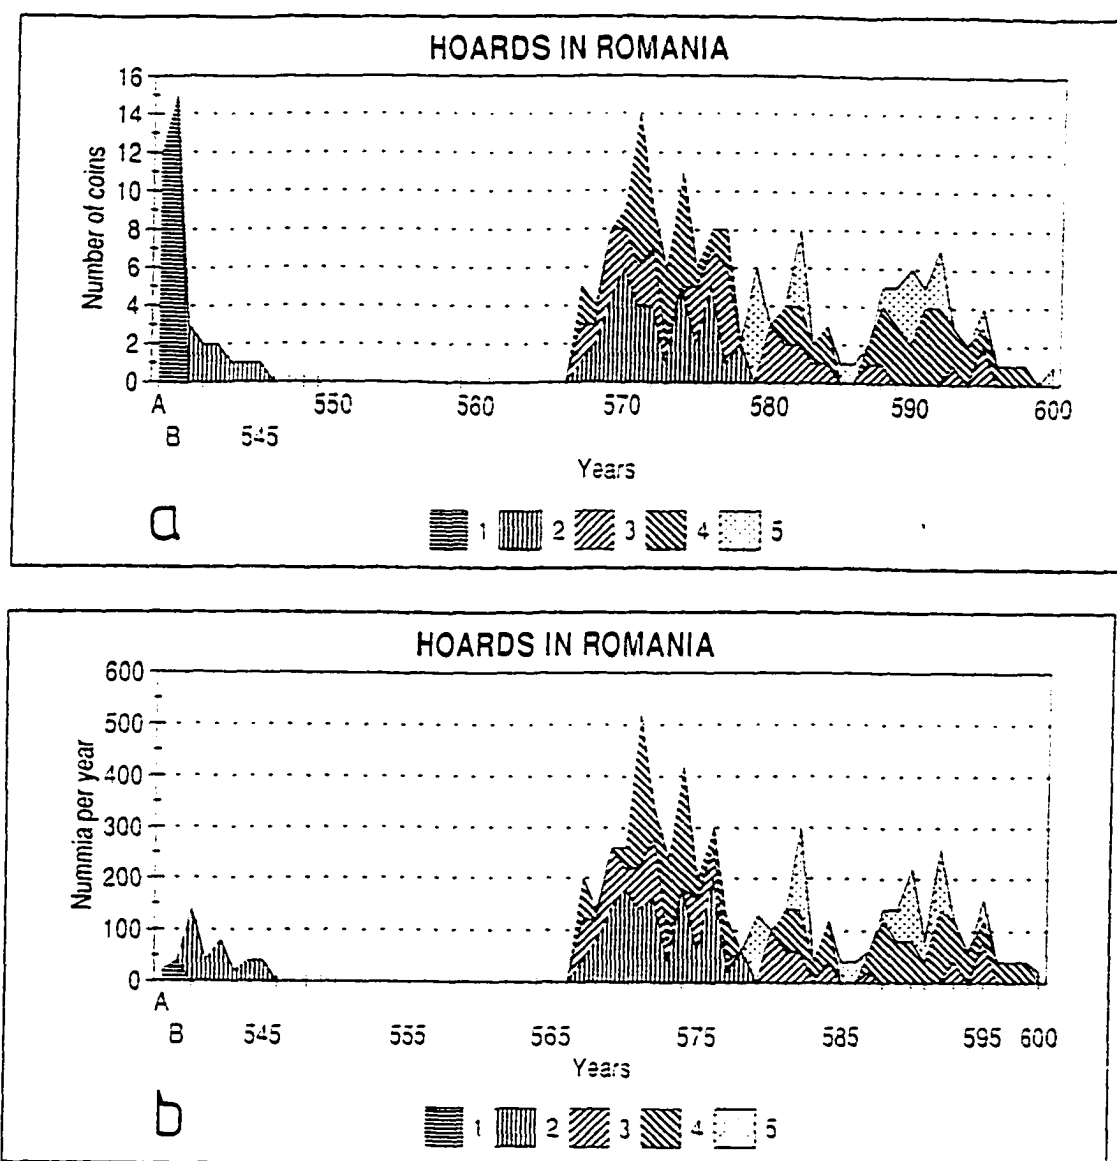 HOARDS IN ROMANIA
Number of coins
16
14
12
10
8
6
4
2
0
A 550 560 570 580 590 600
B 545
Years
a
1 2 3 4 5
HOARDS IN ROMANIA
Nummia per year
600
500
400
300
200
100
0
A
B 545 555 565 575 585 595 600
Years
b
1 2 3 4 5